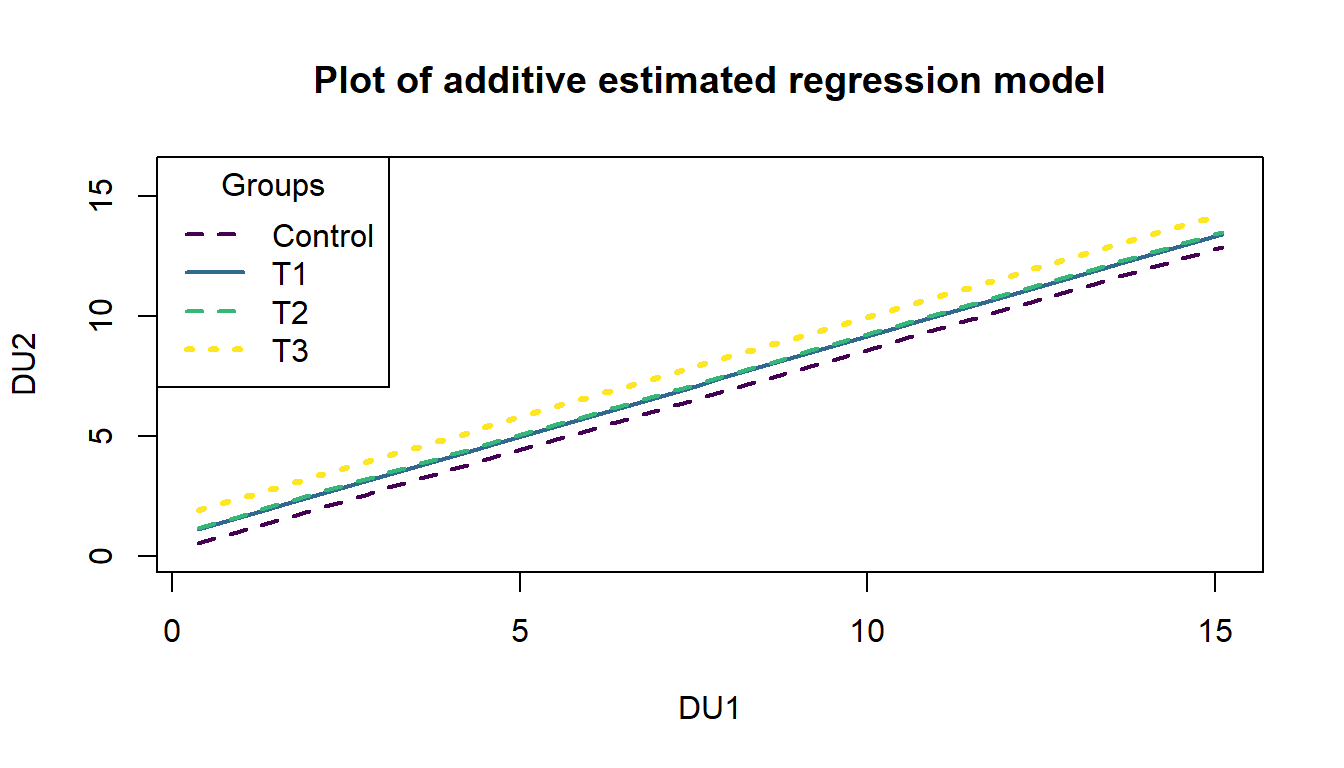 Plot of additive estimated regression model
Groups
Control
T1
T2
T3
15
10
5
0
DU2
0 5 10 15
DU1